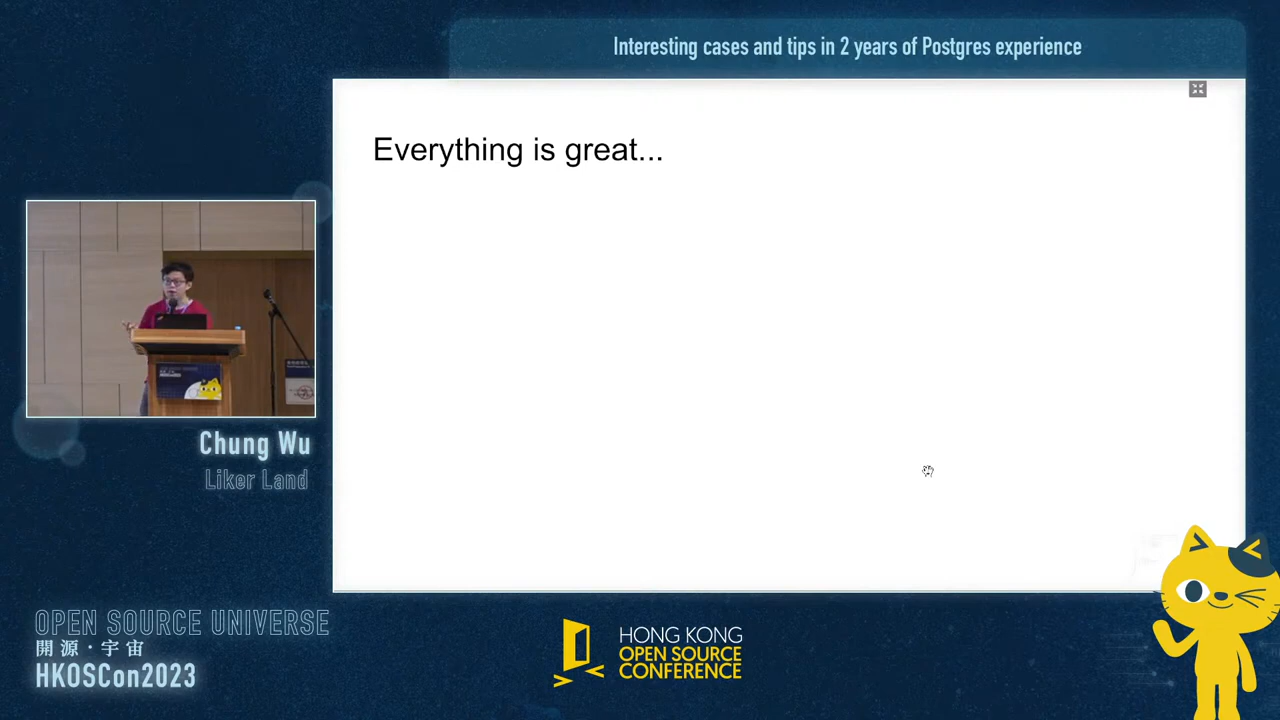 Interesting cases and tips in 2 years of Postgres experience
Everything is great...
Chung Wu
Liker Land
OPEN SOURCE UNIVERSE
開源·宇宙
HKOSCon2023
HONG KONG
OPEN SOURCE
CONFERENCE